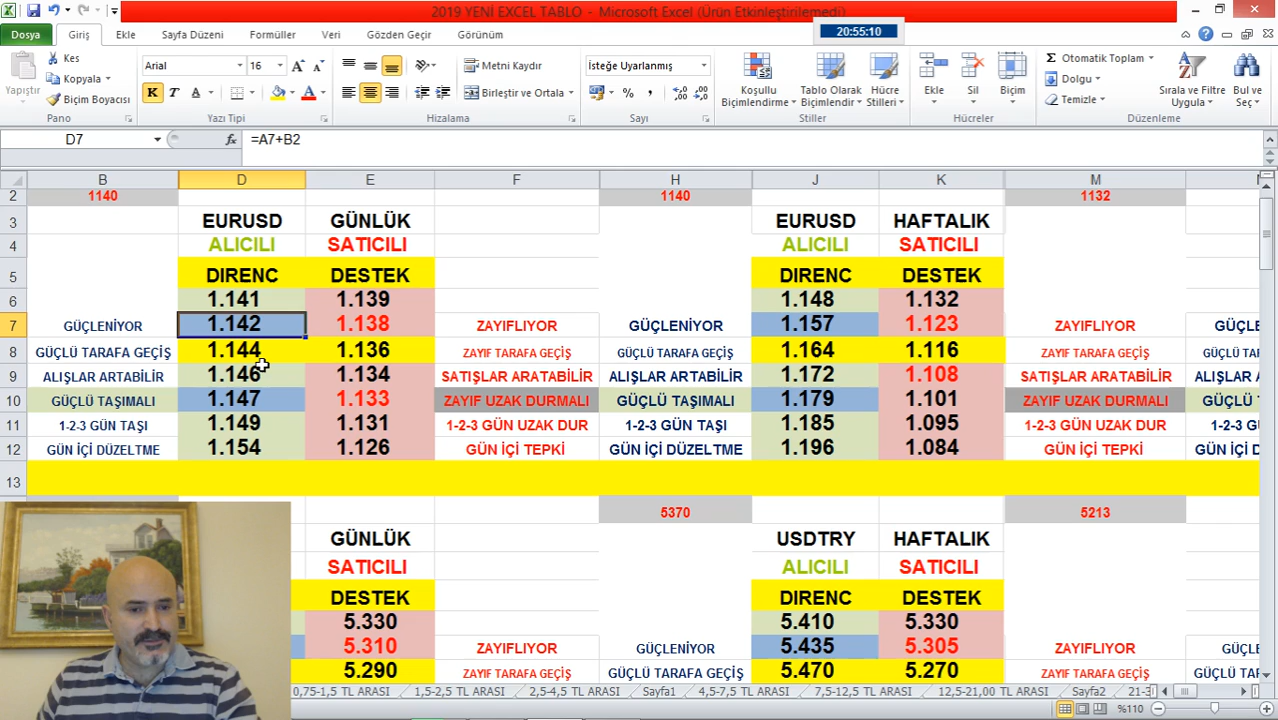 2019 YENİ EXCEL TABLO - Microsoft Excel (Ürün Etkinleştirilemedi)
20:55:10
Dosya Giriş Ekle Sayfa Düzeni Formüller Veri Gözden Geçir Görünüm
Yapıştır
Kes
Kopyala
Biçim Boyacısı
Pano
Arial 16
K T A
Yazı Tipi
Metni Kaydır
Birleştir ve Ortala
Hizalama
İsteğe Uyarlanmış
Sayı
Koşullu Biçimlendirme
Tablo Olarak Biçimlendir
Hücre Stilleri
Stiller
Ekle Sil Biçim
Hücreler
Otomatik Toplam
Dolgu
Temizle
Sırala ve Filtre Uygula
Bul ve Seç
Düzenleme
D7 fx =A7+B2
B D E F H J K M
2 1140 1140 1132
3 EURUSD GÜNLÜK EURUSD HAFTALIK
4 ALICILI SATICILI ALICILI SATICILI
5 DIRENC DESTEK DIRENC DESTEK
6 1.141 1.139 1.148 1.132
7 GÜÇLENİYOR 1.142 1.138 ZAYIFLIYOR GÜÇLENİYOR 1.157 1.123 ZAYIFLIYOR GÜÇLE
8 GÜÇLÜ TARAFA GEÇİŞ 1.144 1.136 ZAYIF TARAFA GEÇİŞ GÜÇLÜ TARAFA GEÇİŞ 1.164 1.116 ZAYIF TARAFA GEÇİŞ GÜÇLÜ TAR
9 ALIŞLAR ARTABİLİR 1.146 1.134 SATIŞLAR ARATABİLİR ALIŞLAR ARTABİLİR 1.172 1.108 SATIŞLAR ARATABİLİR ALIŞLAR A
10 GÜÇLÜ TAŞIMALI 1.147 1.133 ZAYIF UZAK DURMALI GÜÇLÜ TAŞIMALI 1.179 1.101 ZAYIF UZAK DURMALI GÜÇLÜ T
11 1-2-3 GÜN TAŞI 1.149 1.131 1-2-3 GÜN UZAK DUR 1-2-3 GÜN TAŞI 1.185 1.095 1-2-3 GÜN UZAK DUR 1-2-3 G
12 GÜN İÇİ DÜZELTME 1.154 1.126 GÜN İÇİ TEPKİ GÜN İÇİ DÜZELTME 1.196 1.084 GÜN İÇİ TEPKİ GÜN İÇİ D
13
5370 5213
GÜNLÜK USDTRY HAFTALIK
SATICILI ALICILI SATICILI
DESTEK DIRENC DESTEK
5.330 5.410 5.330
5.310 ZAYIFLIYOR GÜÇLENİYOR 5.435 5.305 ZAYIFLIYOR GÜÇLE
5.290 ZAYIF TARAFA GEÇİŞ GÜÇLÜ TARAFA GEÇİŞ 5.470 5.270 ZAYIF TARAFA GEÇİŞ
0,75-1,5 TL ARASI 1,5-2,5 TL ARASI 2,5-4,5 TL ARASI Sayfa1 4,5-7,5 TL ARASI 7,5-12,5 TL ARASI 12,5-21,00 TL ARASI Sayfa2 21-3
%110